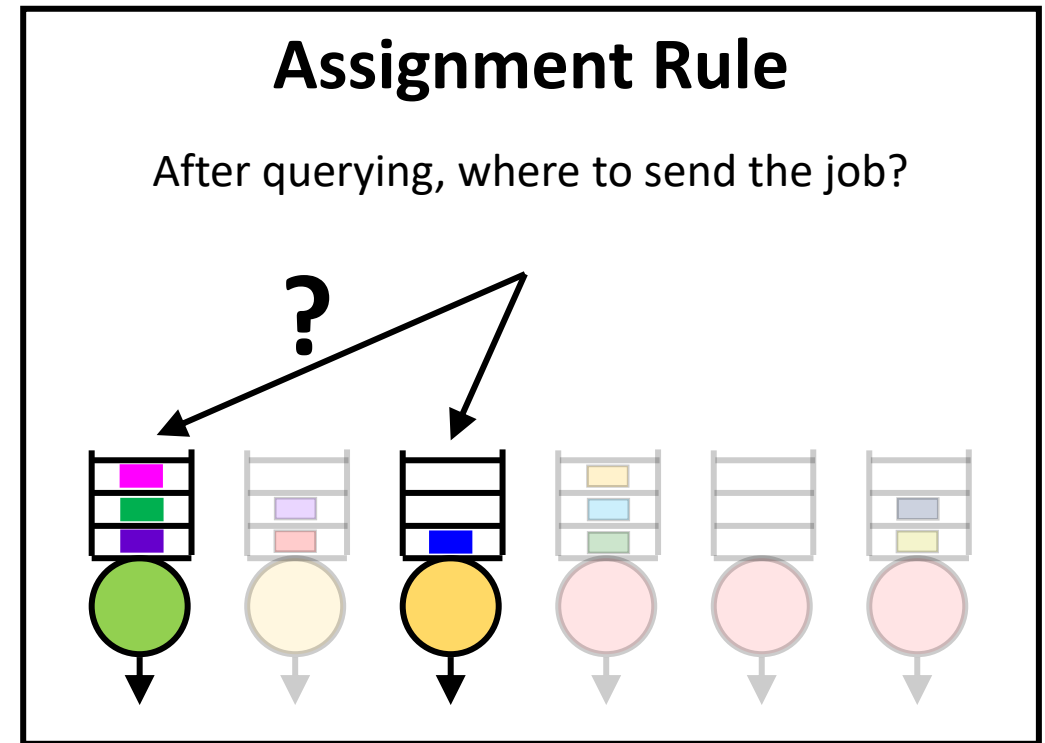 Assignment Rule
After querying, where to send the job?
?